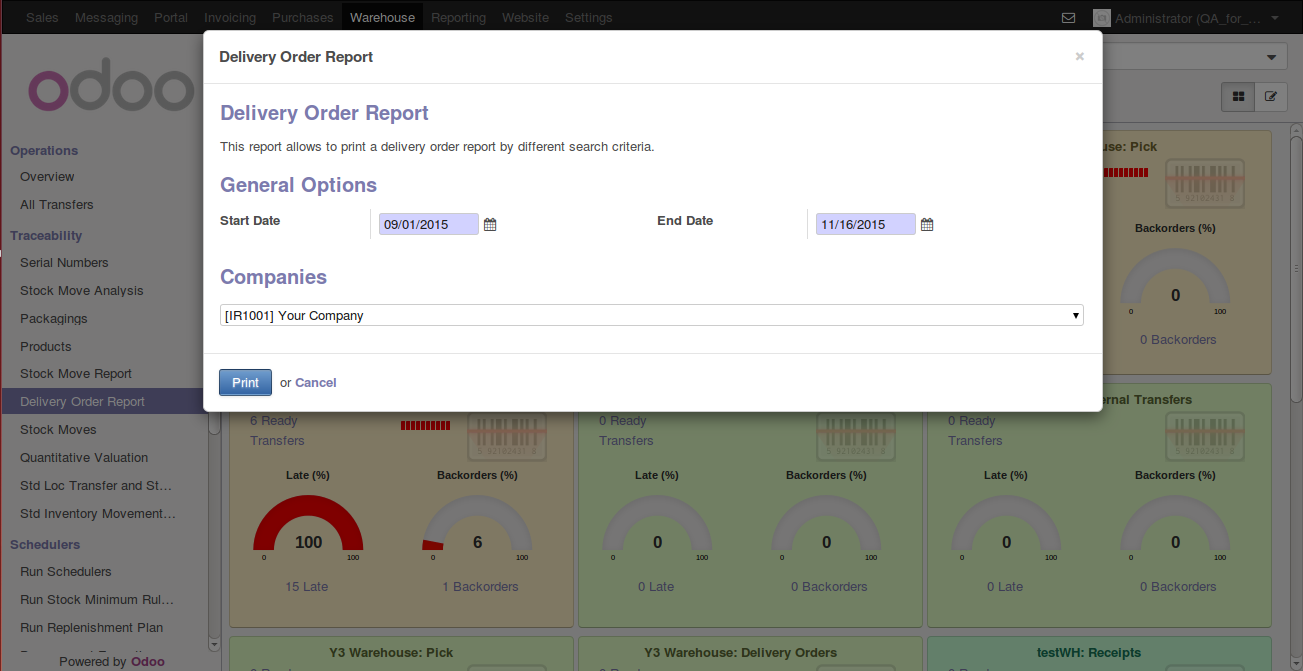 Sales Messaging Portal Invoicing Purchases Warehouse Reporting Website Settings Administrator (QA_for_...
odoo
Operations
Overview
All Transfers
Traceability
Serial Numbers
Stock Move Analysis
Packagings
Products
Stock Move Report
Delivery Order Report
Stock Moves
Quantitative Valuation
Std Loc Transfer and St...
Std Inventory Movement...
Schedulers
Run Schedulers
Run Stock Minimum Rul...
Run Replenishment Plan
Powered by Odoo
Delivery Order Report ×
Delivery Order Report
This report allows to print a delivery order report by different search criteria.
General Options
Start Date 09/01/2015 End Date 11/16/2015
Companies
[IR1001] Your Company
Print or Cancel
use: Pick
Backorders (%)
0
0 100
0 Backorders
6 Ready
Transfers
Late (%) Backorders (%)
100 6
0 100 0 100
15 Late 1 Backorders
0 Ready
Transfers
Late (%) Backorders (%)
0 0
0 100 0 100
0 Late 0 Backorders
ernal Transfers
0 Ready
Transfers
Late (%) Backorders (%)
0 0
0 100 0 100
0 Late 0 Backorders
Y3 Warehouse: Pick
Y3 Warehouse: Delivery Orders
testWH: Receipts